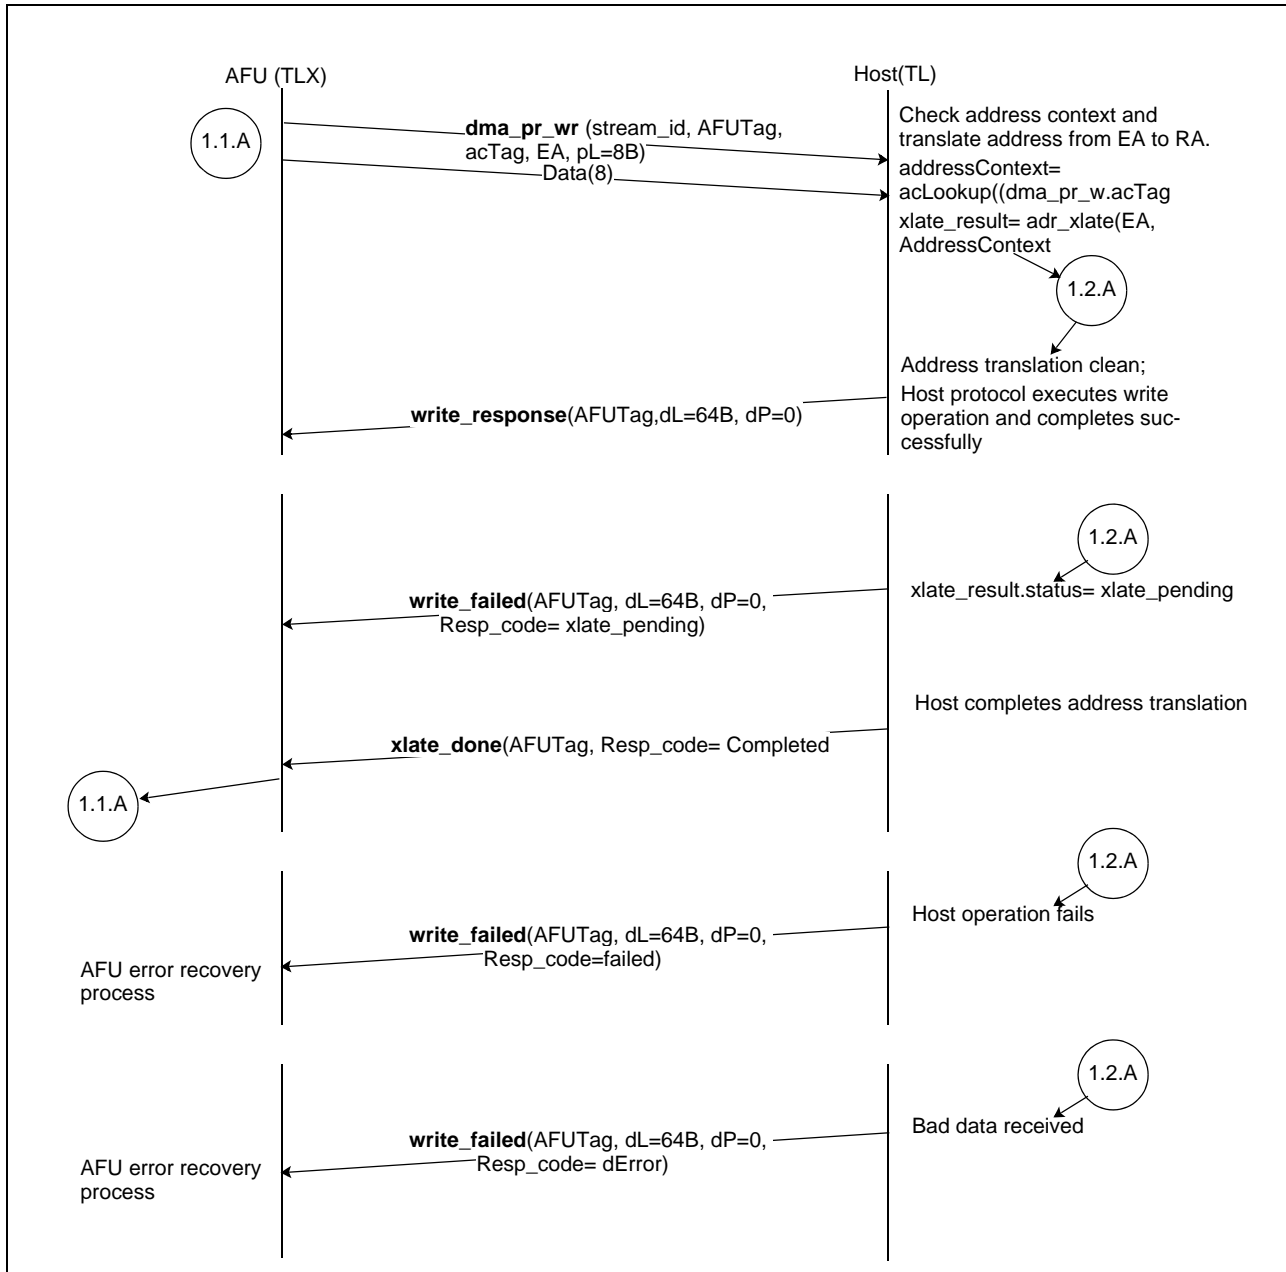 AFU (TLX)
Host(TL)
1.1.A
dma_pr_wr (stream_id, AFUTag,
acTag, EA, pL=8B)
Data(8)
Check address context and
translate address from EA to RA.
addressContext=
acLookup((dma_pr_w.acTag
xlate_result= adr_xlate(EA,
AddressContext
1.2.A
Address translation clean;
Host protocol executes write
operation and completes suc-
cessfully
write_response(AFUTag,dL=64B, dP=0)
1.2.A
xlate_result.status= xlate_pending
write_failed(AFUTag, dL=64B, dP=0,
Resp_code= xlate_pending)
Host completes address translation
xlate_done(AFUTag, Resp_code= Completed
1.1.A
1.2.A
Host operation fails
write_failed(AFUTag, dL=64B, dP=0,
Resp_code=failed)
AFU error recovery
process
1.2.A
Bad data received
write_failed(AFUTag, dL=64B, dP=0,
Resp_code= dError)
AFU error recovery
process